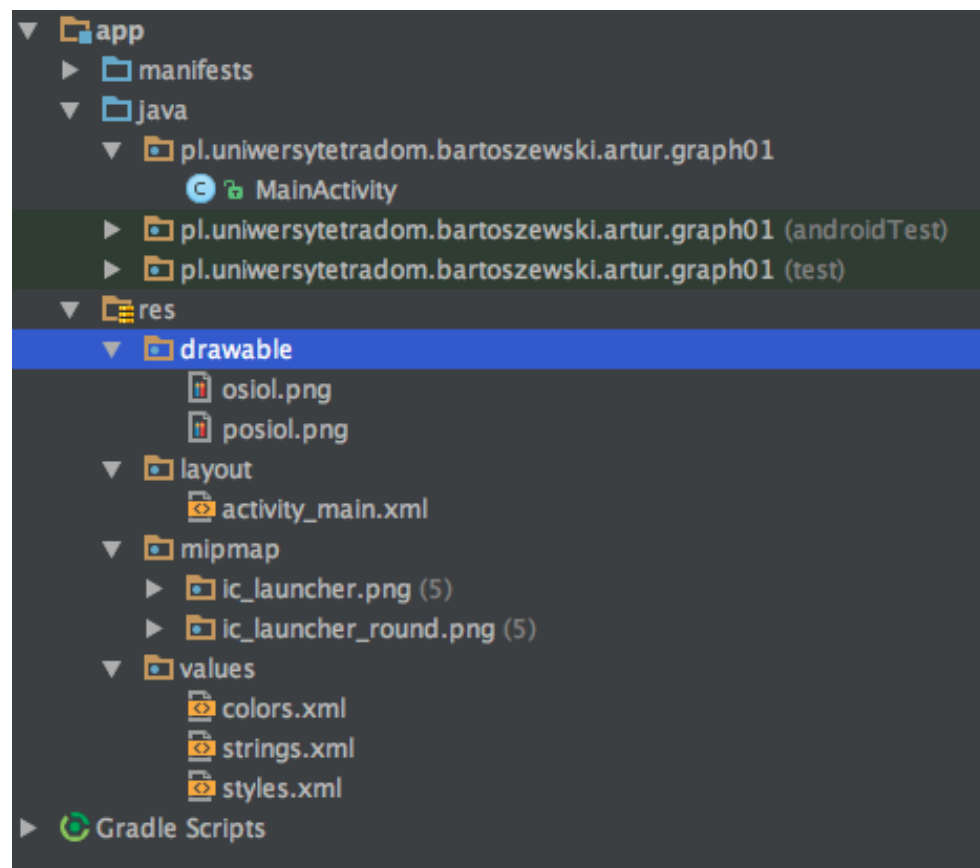 app
manifests
java
pl.uniwersytetradom.bartoszewski.artur.graph01
MainActivity
pl.uniwersytetradom.bartoszewski.artur.graph01 (androidTest)
pl.uniwersytetradom.bartoszewski.artur.graph01 (test)
res
drawable
osiol.png
posiol.png
layout
activity_main.xml
mipmap
ic_launcher.png (5)
ic_launcher_round.png (5)
values
colors.xml
strings.xml
styles.xml
Gradle Scripts